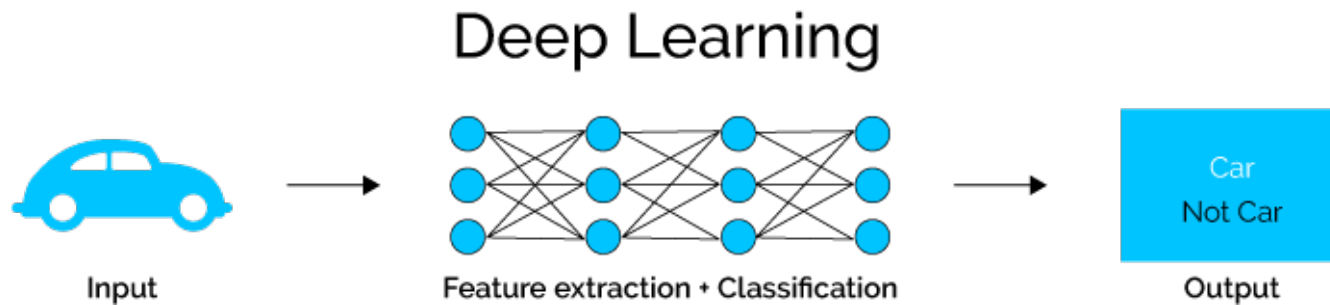 Deep Learning
Car
Not Car
Input
Feature extraction + Classification
Output